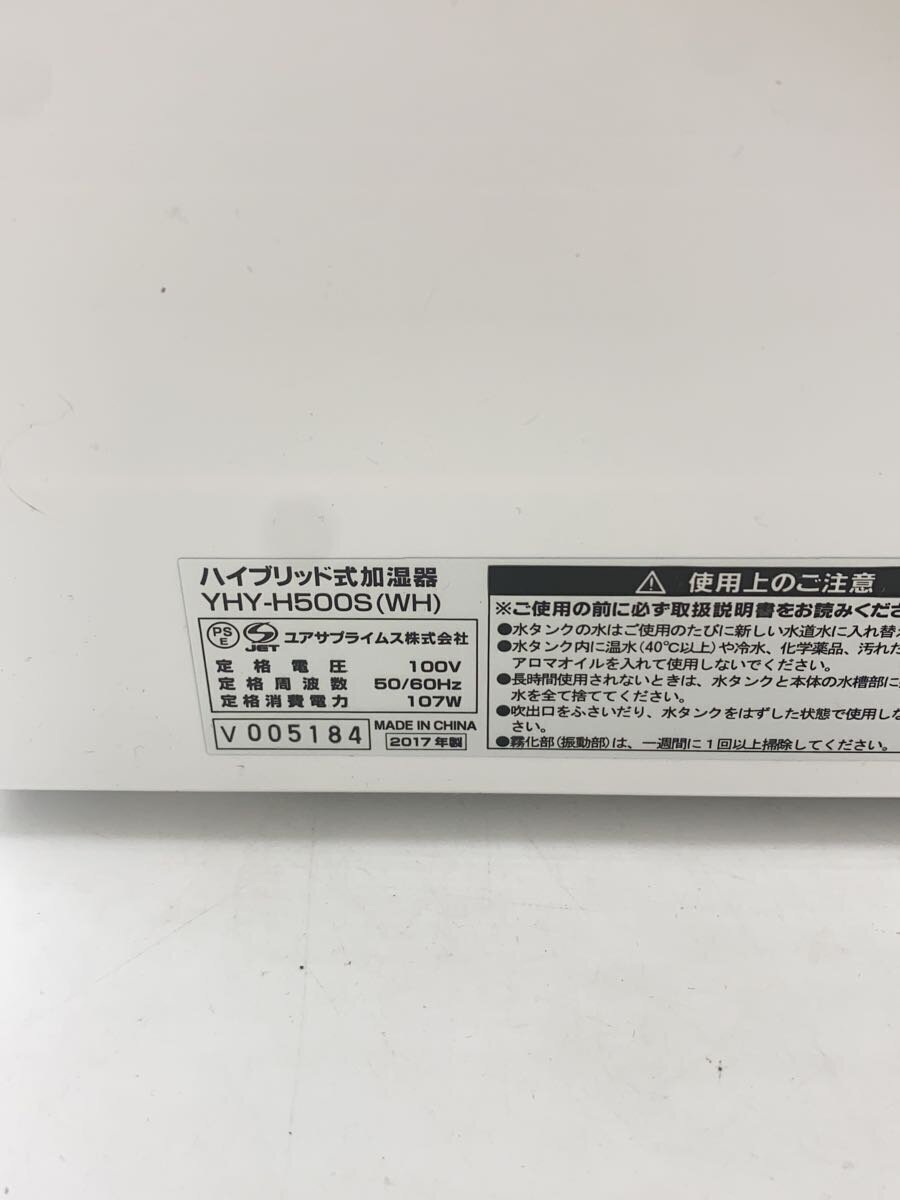 ハイブリッド式加湿器
YHY-H500S(WH)
PS E JET ユアサプライムス株式会社
定格電圧 100V
定格周波数 50/60Hz
定格消費電力 107W
V 005184 MADE IN CHINA
2017年製
⚠ 使用上のご注意
※ご使用の前に必ず取扱説明書をお読みくださ
●水タンクの水はご使用のたびに新しい水道水に入れ替え
●水タンク内に温水(40℃以上)や冷水、化学薬品、汚れた
アロマオイルを入れて使用しないでください。
●長時間使用されないときは、水タンクと本体の水槽部に
水を全て捨ててください。
●吹出口をふさいだり、水タンクをはずした状態で使用しな
さい。
●霧化部(振動部)は、一週間に1回以上掃除してください。